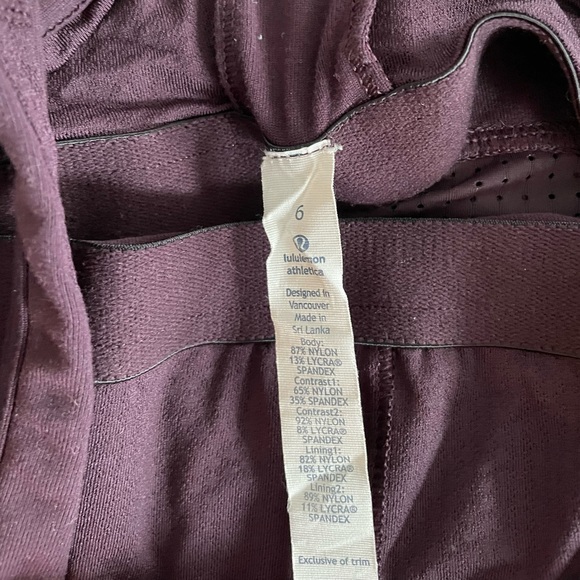 6
lululemon
athletica
Designed in
Vancouver
Made in
Sri Lanka
Body:
87% NYLON
13% LYCRA®
SPANDEX
Contrast1:
65% NYLON
35% SPANDEX
Contrast2:
92% NYLON
8% LYCRA®
SPANDEX
Lining1:
82% NYLON
18% LYCRA®
SPANDEX
Lining2:
89% NYLON
11% LYCRA®
SPANDEX
Exclusive of trim